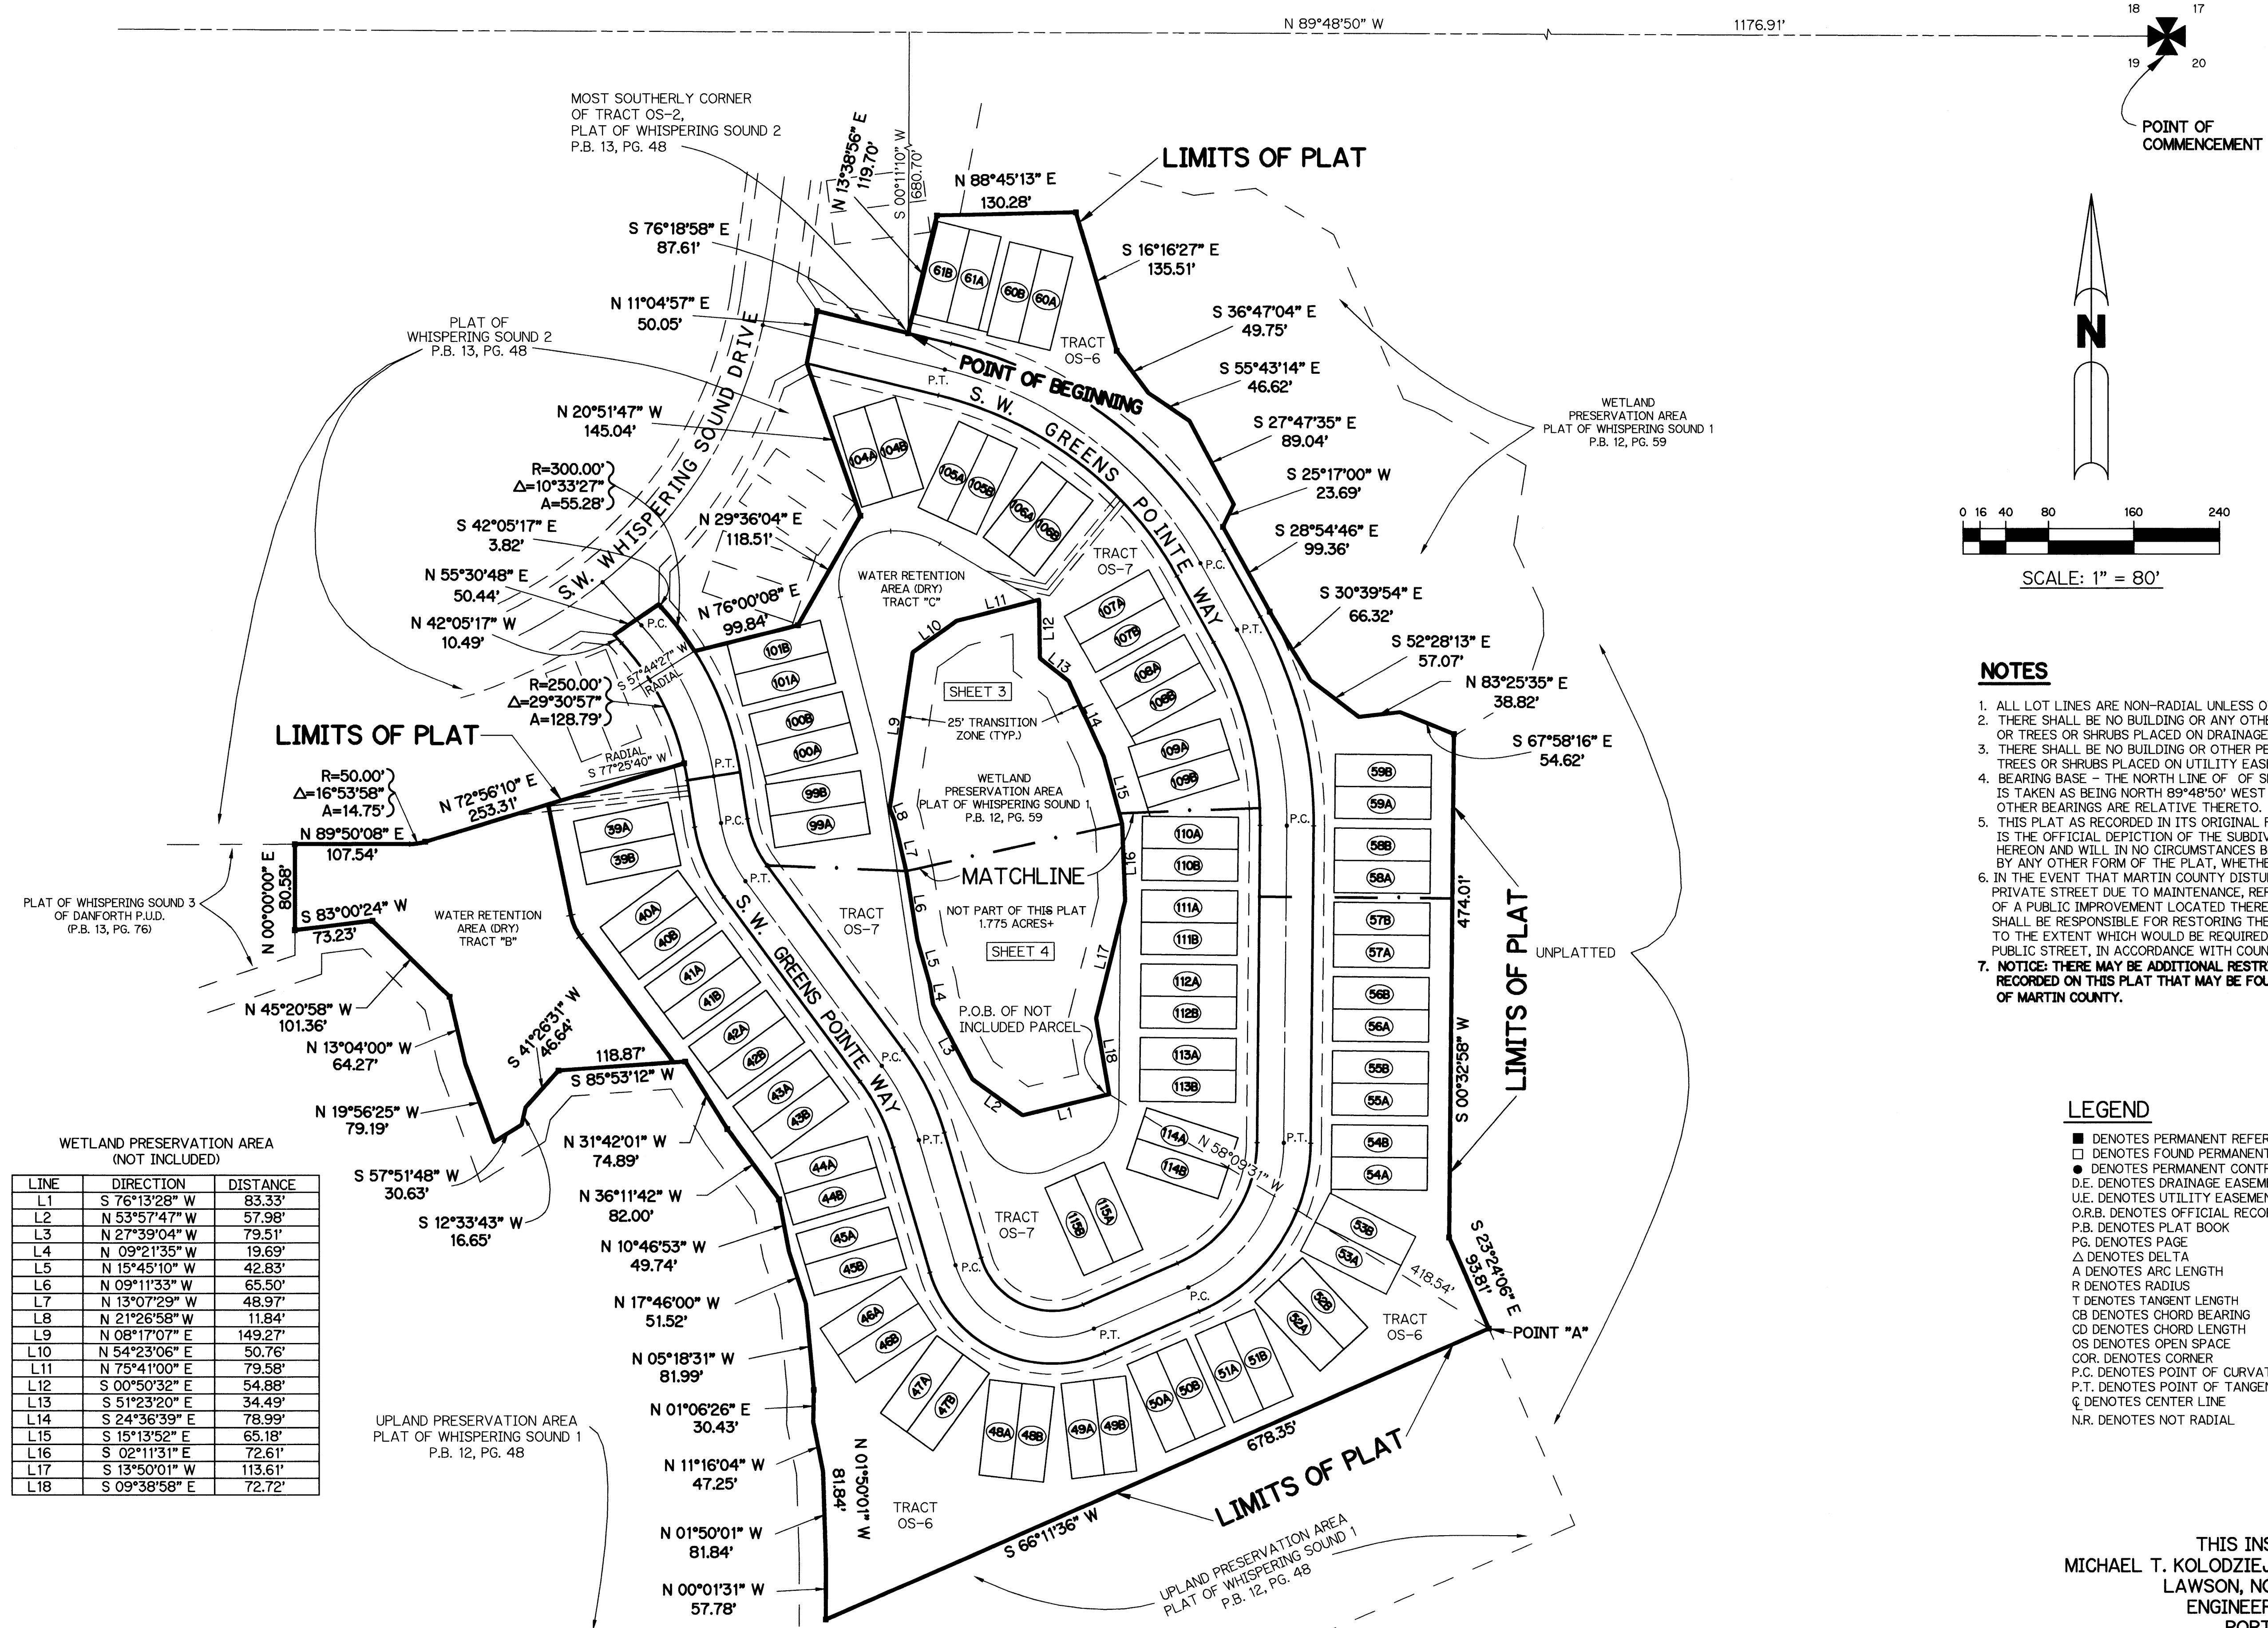 N 89°48'50" W
1176.91'
18
17
19
20
POINT OF
COMMENCEMENT
MOST SOUTHERLY CORNER
OF TRACT OS-2,
PLAT OF WHISPERING SOUND 2
P.B. 13, PG. 48
N 13°38'56" E
119.70'
S 00°11'10" W
680.70'
LIMITS OF PLAT
N 88°45'13" E
130.28'
S 76°18'58" E
87.61'
S 16°16'27" E
135.51'
N 11°04'57" E
50.05'
S 36°47'04" E
49.75'
PLAT OF
WHISPERING SOUND 2
P.B. 13, PG. 48
61B
61A
60B
60A
TRACT
OS-6
S 55°43'14" E
46.62'
POINT OF BEGINNING
P.T.
N 20°51'47" W
145.04'
S 27°47'35" E
89.04'
WETLAND
PRESERVATION AREA
PLAT OF WHISPERING SOUND 1
P.B. 12, PG. 59
S.W. WHISPERING SOUND DRIVE
S. W. GREENS POINTE WAY
104A
104B
105A
105B
106A
106B
R=300.00'
Δ=10°33'27"
A=55.28'
S 25°17'00" W
23.69'
S 42°05'17" E
3.82'
N 29°36'04" E
118.51'
S 28°54'46" E
99.36'
TRACT
OS-7
P.C.
N 55°30'48" E
50.44'
WATER RETENTION
AREA (DRY)
TRACT "C"
S 30°39'54" E
66.32'
N 42°05'17" W
10.49'
P.C.
N 76°00'08" E
99.84'
L10
L11
L12
L13
107A
107B
P.T.
S 52°28'13" E
57.07'
N 83°25'35" E
38.82'
S 57°44'27" W
RADIAL
R=250.00'
Δ=29°30'57"
A=128.79'
101B
101A
SHEET 3
108A
108B
S 67°58'16" E
54.62'
LIMITS OF PLAT
L9
25' TRANSITION
ZONE (TYP.)
L14
100B
100A
109A
109B
RADIAL
S 77°25'40" W
P.T.
R=50.00'
Δ=16°53'58"
A=14.75'
N 72°56'10" E
253.31'
WETLAND
PRESERVATION AREA
PLAT OF WHISPERING SOUND 1
P.B. 12, PG. 59
L15
99B
99A
59B
59A
N 89°50'08" E
107.54'
N 00°00'00" E
80.58'
39A
39B
P.C.
L8
L7
110A
110B
P.C.
58B
58A
MATCHLINE
L16
P.T.
PLAT OF WHISPERING SOUND 3
OF DANFORTH P.U.D.
(P.B. 13, PG. 76)
S 83°00'24" W
73.23'
WATER RETENTION
AREA (DRY)
TRACT "B"
40A
40B
TRACT
OS-7
L6
NOT PART OF THIS PLAT
1.775 ACRES+
SHEET 4
111A
111B
57B
57A
474.01'
S 00°32'58" W
LIMITS OF PLAT
UNPLATTED
S. W. GREENS POINTE WAY
41A
41B
L5
L4
L17
112A
112B
56B
56A
N 45°20'58" W
101.36'
P.O.B. OF NOT
INCLUDED PARCEL
42A
42B
N 13°04'00" W
64.27'
S 41°26'31" W
46.64'
118.87'
S 85°53'12" W
P.C.
L3
L18
113A
113B
55B
55A
43A
43B
L2
L1
N 19°56'25" W
79.19'
N 31°42'01" W
74.89'
P.T.
114A
114B
N 58°09'31" W
P.T.
54B
54A
S 57°51'48" W
30.63'
N 36°11'42" W
82.00'
44A
44B
S 12°33'43" W
16.65'
TRACT
OS-7
115B
115A
53B
53A
N 10°46'53" W
49.74'
45A
45B
P.C.
418.54'
S 23°24'06" E
93.81'
N 17°46'00" W
51.52'
46A
46B
P.C.
52A
52B
TRACT
OS-6
POINT "A"
P.T.
N 05°18'31" W
81.99'
47A
47B
48A
48B
49A
49B
50A
50B
51A
51B
N 01°06'26" E
30.43'
UPLAND PRESERVATION AREA
PLAT OF WHISPERING SOUND 1
P.B. 12, PG. 48
678.35'
LIMITS OF PLAT
N 11°16'04" W
47.25'
N 01°50'01" W
81.84'
TRACT
OS-6
S 66°11'36" W
N 01°50'01" W
81.84'
UPLAND PRESERVATION AREA
PLAT OF WHISPERING SOUND 1
P.B. 12, PG. 48
N 00°01'31" W
57.78'
WETLAND PRESERVATION AREA
(NOT INCLUDED)
LINE DIRECTION DISTANCE
L1 S 76°13'28" W 83.33'
L2 N 53°57'47" W 57.98'
L3 N 27°39'04" W 79.51'
L4 N 09°21'35" W 19.69'
L5 N 15°45'10" W 42.83'
L6 N 09°11'33" W 65.50'
L7 N 13°07'29" W 48.97'
L8 N 21°26'58" W 11.84'
L9 N 08°17'07" E 149.27'
L10 N 54°23'06" E 50.76'
L11 N 75°41'00" E 79.58'
L12 S 00°50'32" E 54.88'
L13 S 51°23'20" E 34.49'
L14 S 24°36'39" E 78.99'
L15 S 15°13'52" E 65.18'
L16 S 02°11'31" E 72.61'
L17 S 13°50'01" W 113.61'
L18 S 09°38'58" E 72.72'
N
0 16 40 80 160 240
SCALE: 1" = 80'
NOTES
1. ALL LOT LINES ARE NON-RADIAL UNLESS O
2. THERE SHALL BE NO BUILDING OR ANY OTHE
OR TREES OR SHRUBS PLACED ON DRAINAGE
3. THERE SHALL BE NO BUILDING OR OTHER PE
TREES OR SHRUBS PLACED ON UTILITY EASE
4. BEARING BASE - THE NORTH LINE OF OF S
IS TAKEN AS BEING NORTH 89°48'50' WEST
OTHER BEARINGS ARE RELATIVE THERETO.
5. THIS PLAT AS RECORDED IN ITS ORIGINAL F
IS THE OFFICIAL DEPICTION OF THE SUBDIV
HEREON AND WILL IN NO CIRCUMSTANCES B
BY ANY OTHER FORM OF THE PLAT, WHETHE
6. IN THE EVENT THAT MARTIN COUNTY DISTU
PRIVATE STREET DUE TO MAINTENANCE, REP
OF A PUBLIC IMPROVEMENT LOCATED THERE
SHALL BE RESPONSIBLE FOR RESTORING THE
TO THE EXTENT WHICH WOULD BE REQUIRED
PUBLIC STREET, IN ACCORDANCE WITH COUN
7. NOTICE: THERE MAY BE ADDITIONAL RESTR
RECORDED ON THIS PLAT THAT MAY BE FOU
OF MARTIN COUNTY.
LEGEND
■ DENOTES PERMANENT REFER
□ DENOTES FOUND PERMANENT
● DENOTES PERMANENT CONTR
D.E. DENOTES DRAINAGE EASEME
U.E. DENOTES UTILITY EASEMEN
O.R.B. DENOTES OFFICIAL RECOR
P.B. DENOTES PLAT BOOK
PG. DENOTES PAGE
△ DENOTES DELTA
A DENOTES ARC LENGTH
R DENOTES RADIUS
T DENOTES TANGENT LENGTH
CB DENOTES CHORD BEARING
CD DENOTES CHORD LENGTH
OS DENOTES OPEN SPACE
COR. DENOTES CORNER
P.C. DENOTES POINT OF CURVAT
P.T. DENOTES POINT OF TANGEN
℄ DENOTES CENTER LINE
N.R. DENOTES NOT RADIAL
THIS INS
MICHAEL T. KOLODZIEJ
LAWSON, NO
ENGINEER
PORT